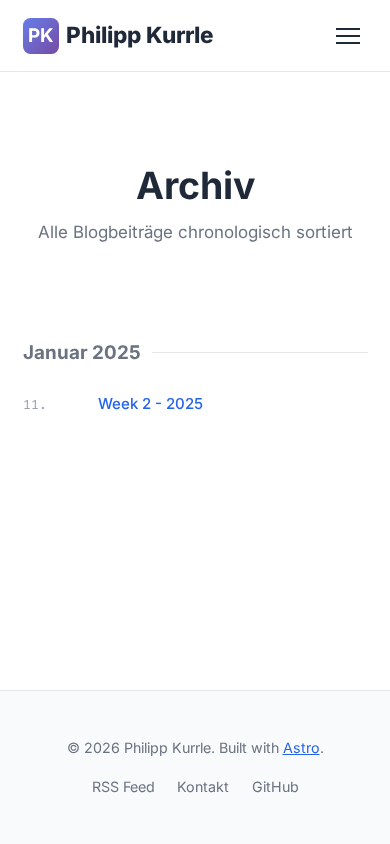 PK Philipp Kurrle
Archiv
Alle Blogbeiträge chronologisch sortiert
Januar 2025
11. Week 2 - 2025
© 2026 Philipp Kurrle. Built with Astro.
RSS Feed Kontakt GitHub